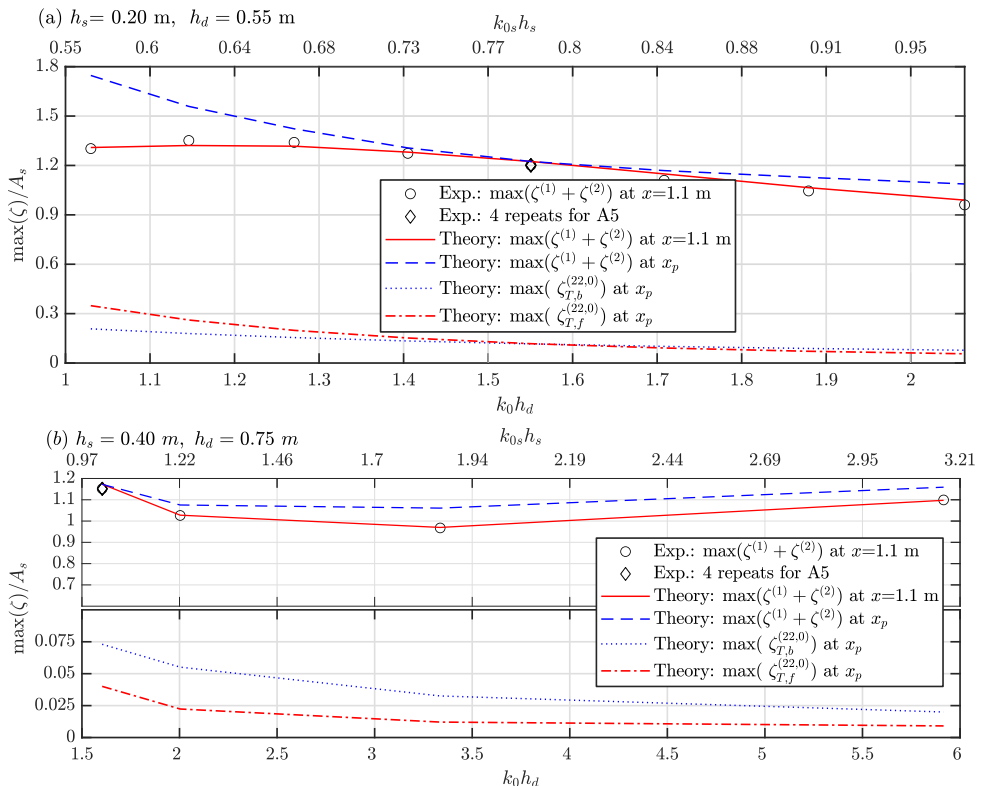 (a) h_s= 0.20 m, h_d = 0.55 m
k_{0s}h_s
0.55 0.6 0.64 0.68 0.73 0.77 0.8 0.84 0.88 0.91 0.95
1.8
1.5
1.2
0.9
0.6
0.3
0
max(ζ)/A_s
Exp.: max(ζ^{(1)} + ζ^{(2)}) at x=1.1 m
Exp.: 4 repeats for A5
Theory: max(ζ^{(1)} + ζ^{(2)}) at x=1.1 m
Theory: max(ζ^{(1)} + ζ^{(2)}) at x_p
Theory: max( ζ_{T,b}^{(22,0)}) at x_p
Theory: max( ζ_{T,f}^{(22,0)}) at x_p
1 1.1 1.2 1.3 1.4 1.5 1.6 1.7 1.8 1.9 2
k_0h_d
(b) h_s = 0.40 m, h_d = 0.75 m
k_{0s}h_s
0.97 1.22 1.46 1.7 1.94 2.19 2.44 2.69 2.95 3.21
1.2
1.1
1
0.9
0.8
0.7
0.075
0.05
0.025
0
max(ζ)/A_s
Exp.: max(ζ^{(1)} + ζ^{(2)}) at x=1.1 m
Exp.: 4 repeats for A5
Theory: max(ζ^{(1)} + ζ^{(2)}) at x=1.1 m
Theory: max(ζ^{(1)} + ζ^{(2)}) at x_p
Theory: max( ζ_{T,b}^{(22,0)}) at x_p
Theory: max( ζ_{T,f}^{(22,0)}) at x_p
1.5 2 2.5 3 3.5 4 4.5 5 5.5 6
k_0h_d